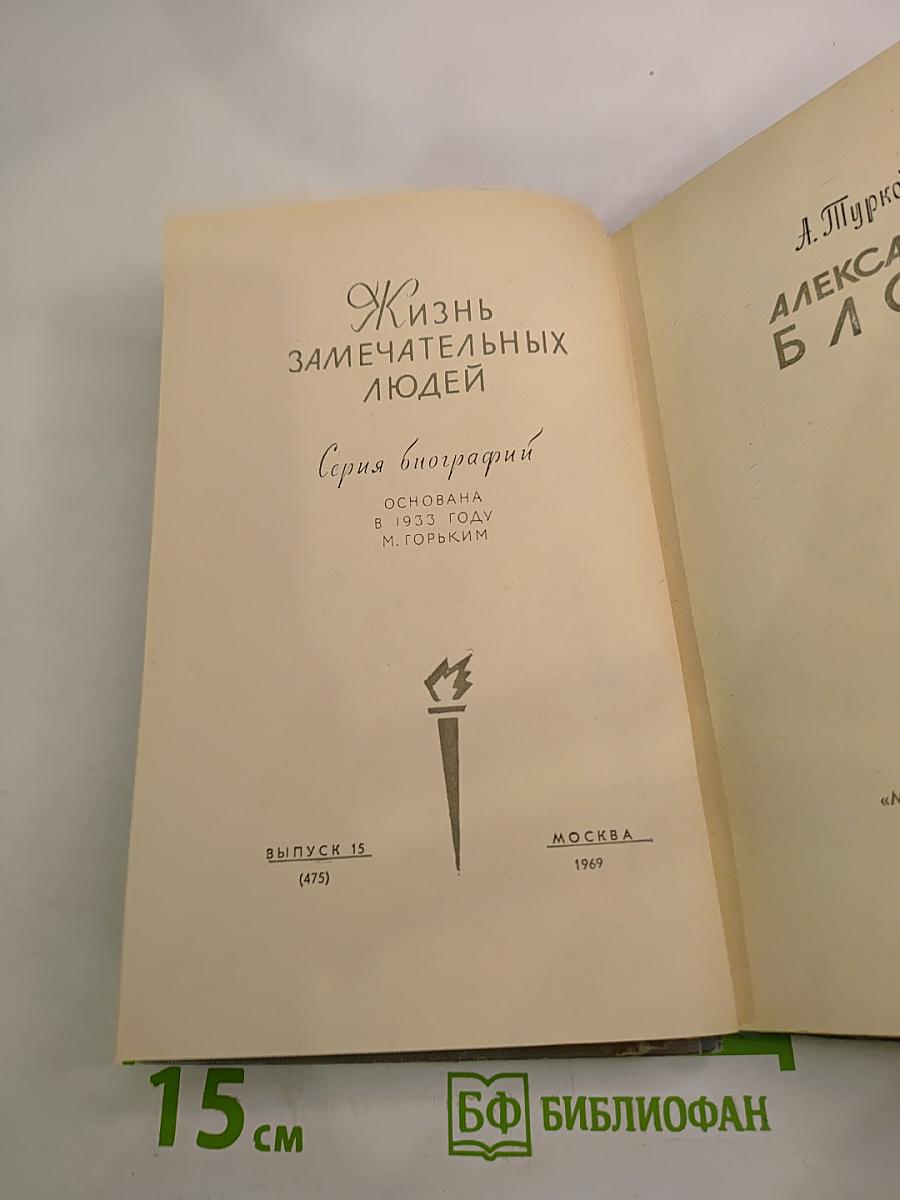 Жизнь
ЗАМЕЧАТЕЛЬНЫХ
ЛЮДЕЙ
Серия биографий
ОСНОВАНА
В 1933 ГОДУ
М. ГОРЬКИМ
ВЫПУСК 15
(475)
МОСКВА
1969
А. Турко
АЛЕКСА
БЛО
«М
15 см
БФ БИБЛИОФАН